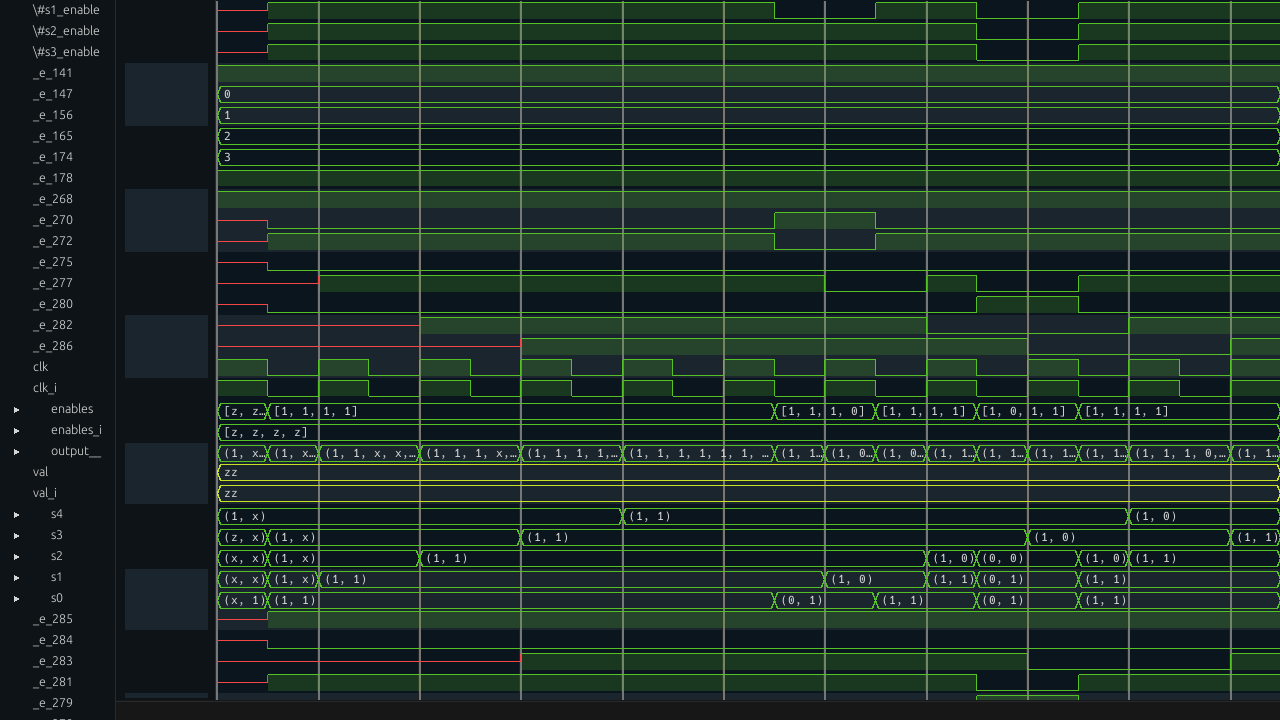 \#s1_enable
\#s2_enable
\#s3_enable
_e_141
_e_147 0
_e_156 1
_e_165 2
_e_174 3
_e_178
_e_268
_e_270
_e_272
_e_275
_e_277
_e_280
_e_282
_e_286
clk
clk_i
enables [z, z… [1, 1, 1, 1] [1, 1, 1, 0] [1, 1, 1, 1] [1, 0, 1, 1] [1, 1, 1, 1]
enables_i [z, z, z, z]
output__ (1, x… (1, x… (1, 1, x, x,… (1, 1, 1, x,… (1, 1, 1, 1,… (1, 1, 1, 1, 1, 1, … (1, 1… (1, 0… (1, 0… (1, 1… (1, 1… (1, 1… (1, 1, 1, 0,… (1, 1…
val zz
val_i zz
s4 (1, x) (1, 1) (1, 0)
s3 (z, x) (1, x) (1, 1) (1, 0) (1, 1)
s2 (x, x) (1, x) (1, 1) (1, 0) (0, 0) (1, 0) (1, 1)
s1 (x, x) (1, x) (1, 1) (1, 0) (1, 1) (0, 1) (1, 1)
s0 (x, 1) (1, 1) (0, 1) (1, 1) (0, 1) (1, 1)
_e_285
_e_284
_e_283
_e_281
_e_279